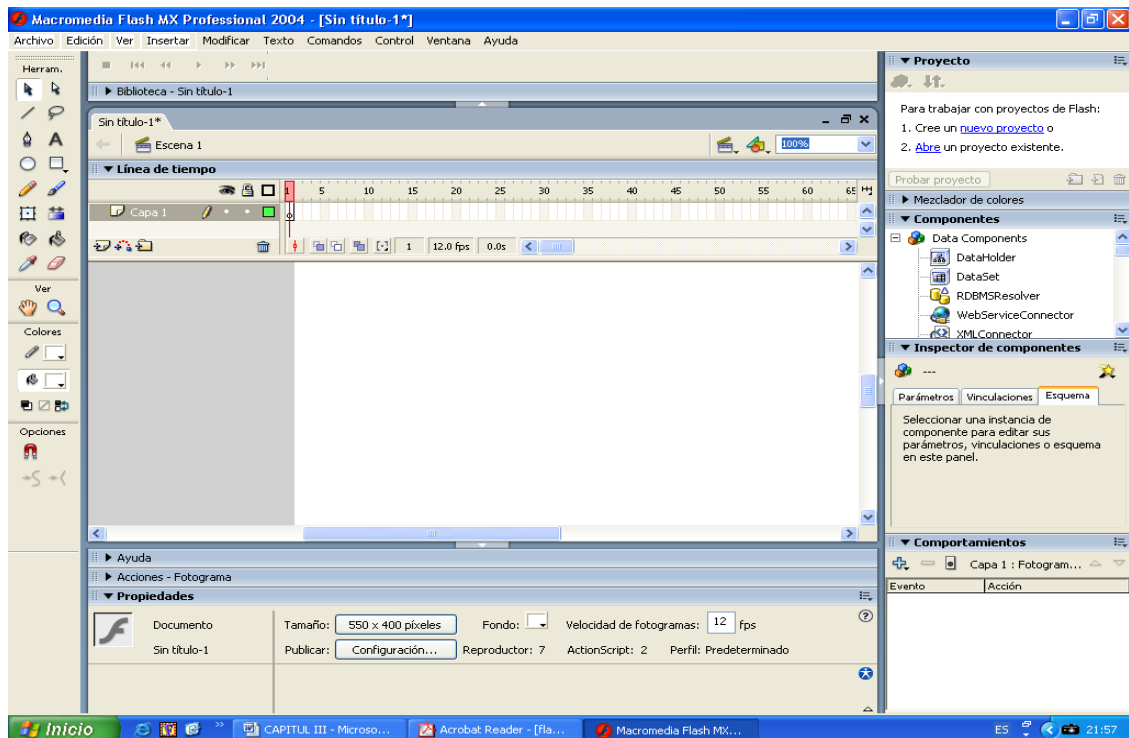 Macromedia Flash MX Professional 2004 - [Sin título-1*]
Archivo Edición Ver Insertar Modificar Texto Comandos Control Ventana Ayuda
Herram.
Ver
Colores
Opciones
Biblioteca - Sin título-1
Sin título-1*
Escena 1
100%
Línea de tiempo
1 5 10 15 20 25 30 35 40 45 50 55 60 65
Capa 1
1 12.0 fps 0.0s
Ayuda
Acciones - Fotograma
Propiedades
Documento
Sin título-1
Tamaño: 550 x 400 píxeles Fondo: Velocidad de fotogramas: 12 fps
Publicar: Configuración... Reproductor: 7 ActionScript: 2 Perfil: Predeterminado
Proyecto
Para trabajar con proyectos de Flash:
1. Cree un nuevo proyecto o
2. Abre un proyecto existente.
Probar proyecto
Mezclador de colores
Componentes
Data Components
DataHolder
DataSet
RDBMSResolver
WebServiceConnector
XMLConnector
Inspector de componentes
---
Parámetros Vinculaciones Esquema
Seleccionar una instancia de
componente para editar sus
parámetros, vinculaciones o esquema
en este panel.
Comportamientos
Capa 1 : Fotogram...
Evento Acción
Inicio
CAPITUL III - Microso...
Acrobat Reader - [fla...
Macromedia Flash MX...
ES
21:57